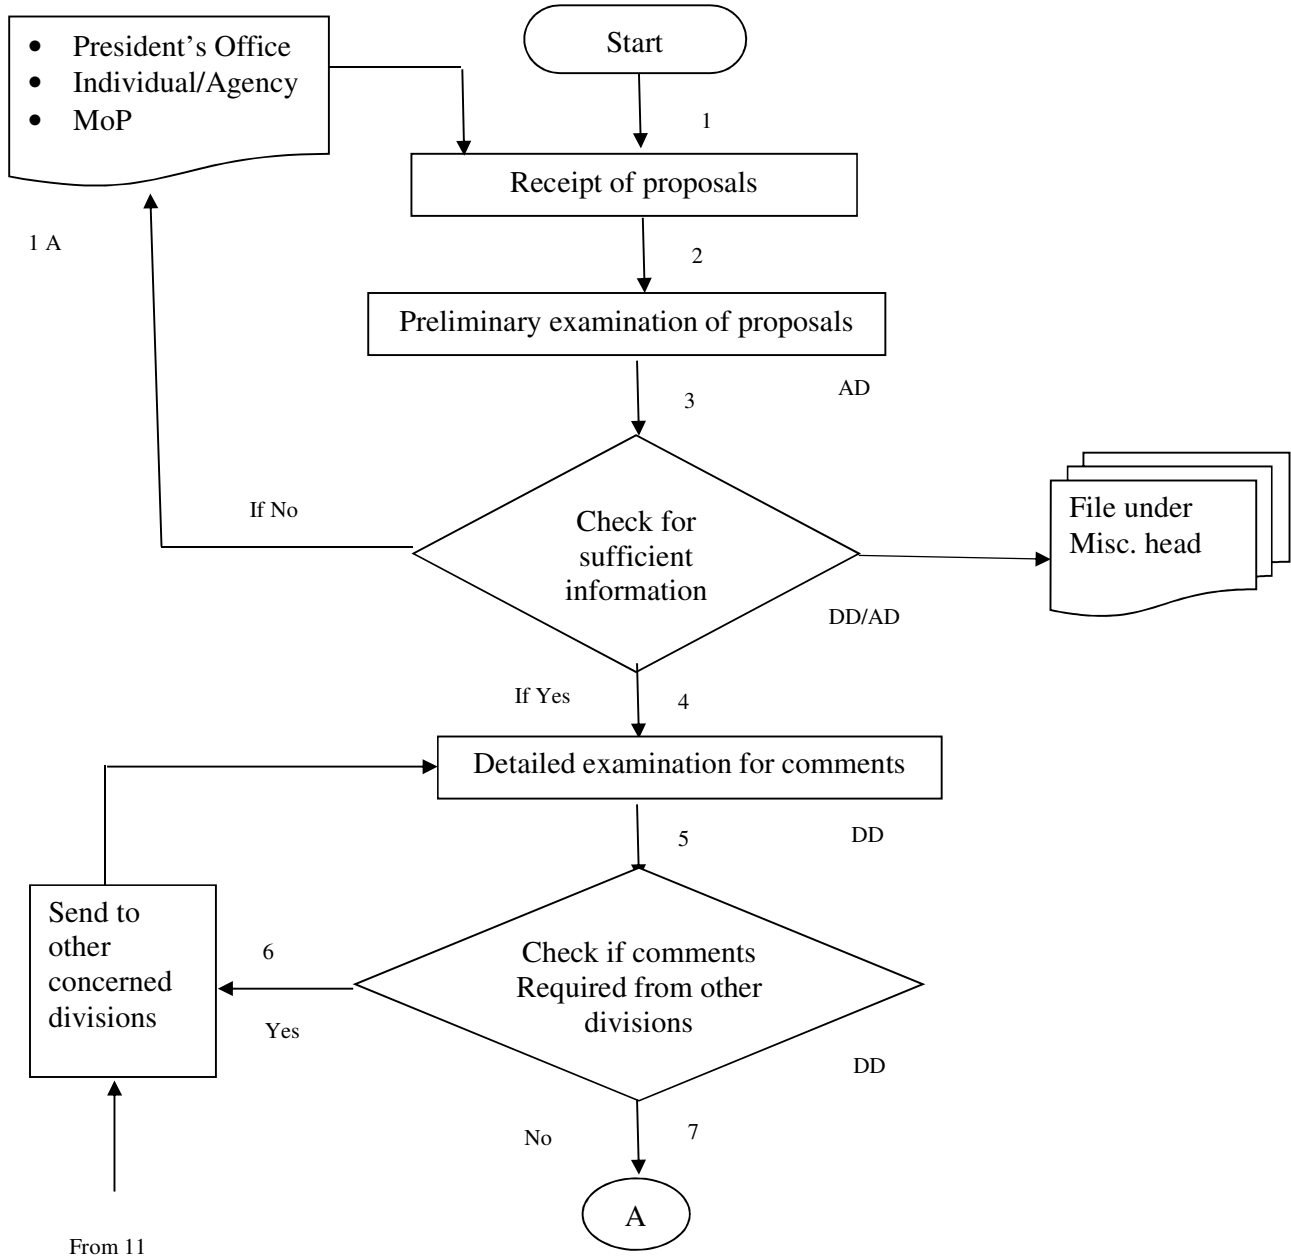 • President’s Office
• Individual/Agency
• MoP
Start
1
Receipt of proposals
1 A
2
Preliminary examination of proposals
AD
3
If No
Check for
sufficient
information
File under
Misc. head
DD/AD
If Yes
4
Detailed examination for comments
5
DD
Send to
other
concerned
divisions
6
Yes
Check if comments
Required from other
divisions
DD
No
7
A
From 11